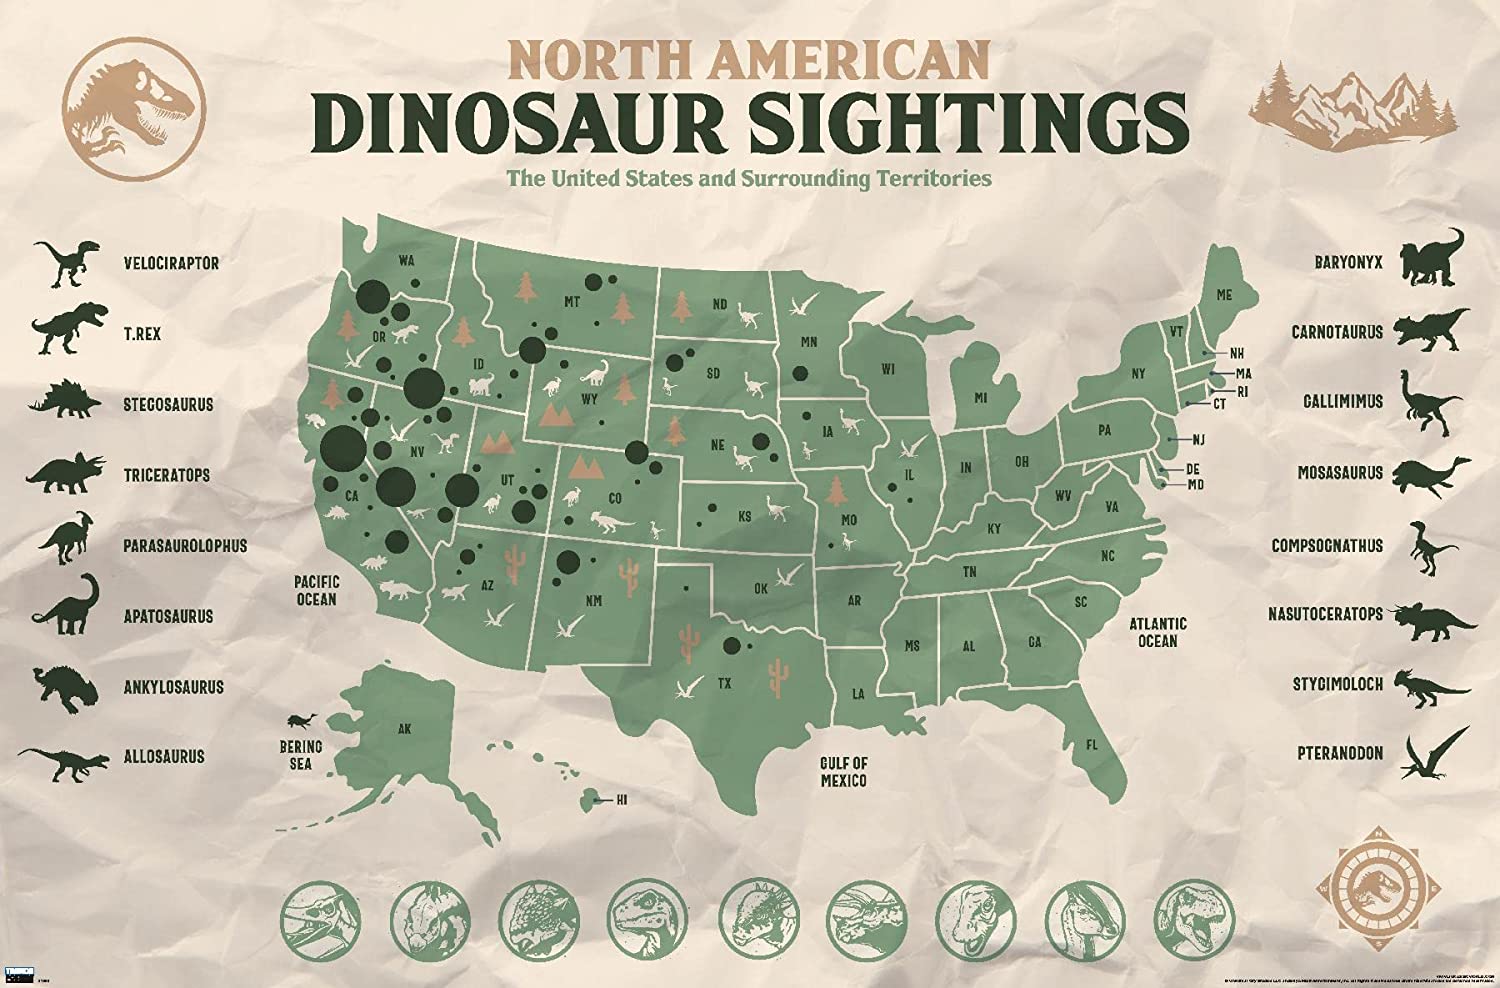 NORTH AMERICAN
DINOSAUR SIGHTINGS
The United States and Surrounding Territories
VELOCIRAPTOR
T.REX
STEGOSAURUS
TRICERATOPS
PARASAUROLOPHUS
APATOSAURUS
ANKYLOSAURUS
ALLOSAURUS
WA
OR
ID
MT
ND
MN
SD
WY
NV
UT
CA
CO
NE
KS
IA
WI
MI
IL
IN
OH
MO
KY
WV
VA
PA
NY
VT
ME
NH
MA
RI
CT
NJ
DE
MD
NC
TN
SC
AZ
NM
OK
AR
MS
AL
GA
TX
LA
FL
AK
HI
PACIFIC
OCEAN
ATLANTIC
OCEAN
BERING
SEA
GULF OF
MEXICO
BARYONYX
CARNOTAURUS
GALLIMIMUS
MOSASAURUS
COMPSOGNATHUS
NASUTOCERATOPS
STYGIMOLOCH
PTERANODON
N
W
E
S